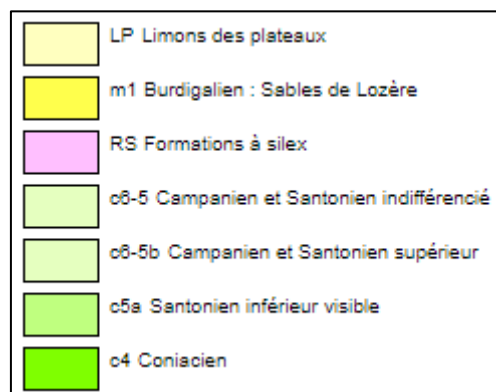 LP Limons des plateaux
m1 Burdigalien : Sables de Lozère
RS Formations à silex
c6-5 Campanien et Santonien indifférencié
c6-5b Campanien et Santonien supérieur
c5a Santonien inférieur visible
c4 Coniacien